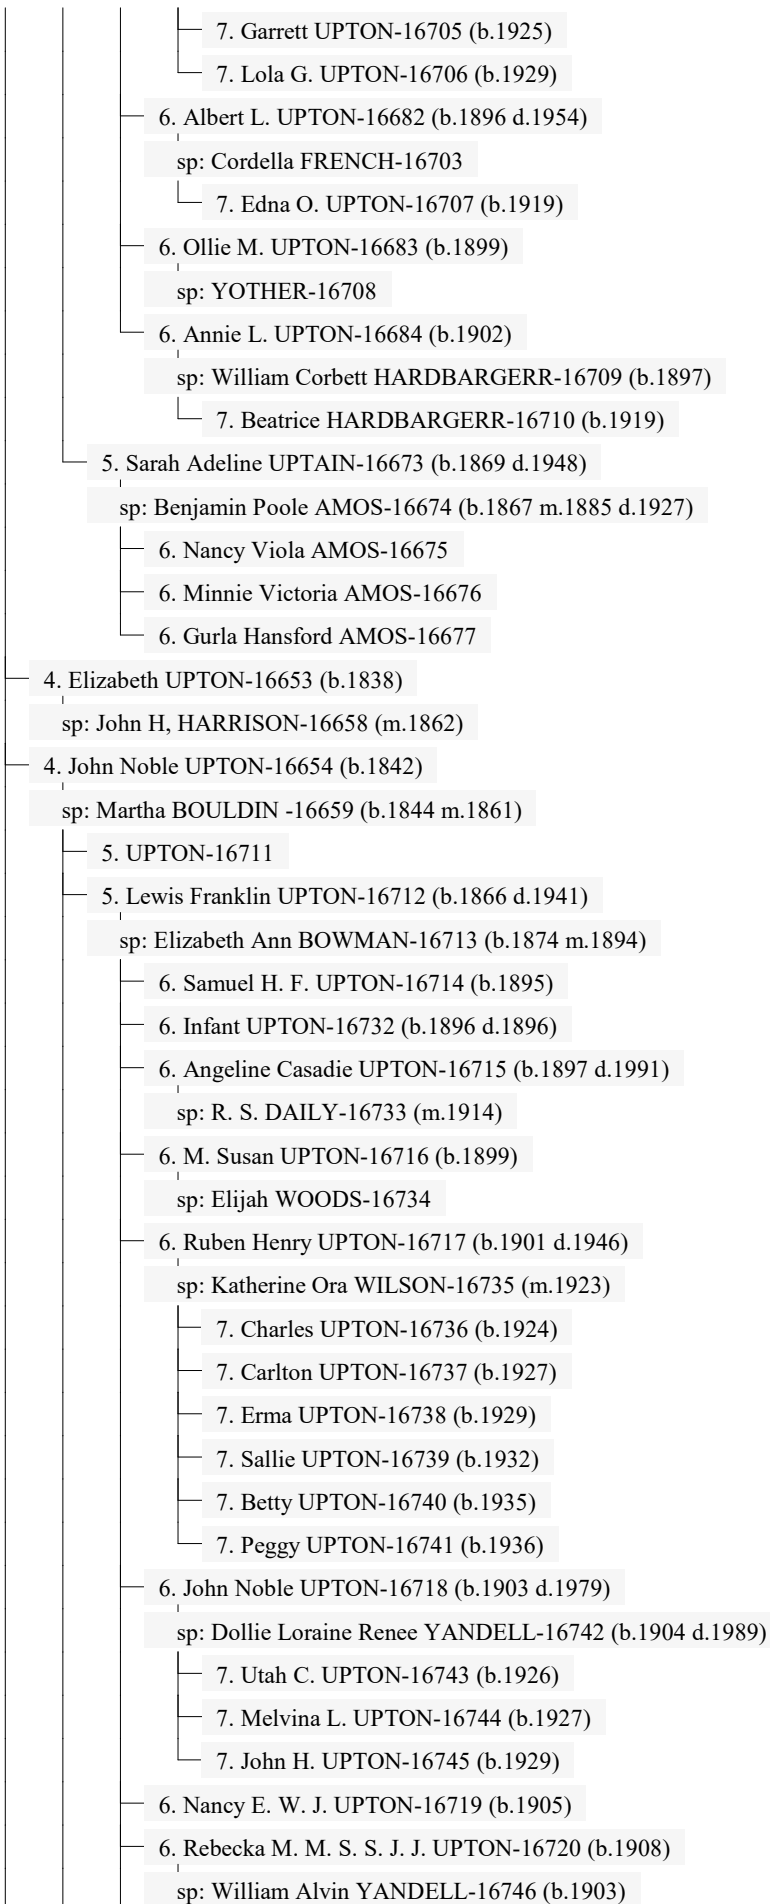 7. Garrett UPTON-16705 (b.1925)
7. Lola G. UPTON-16706 (b.1929)
6. Albert L. UPTON-16682 (b.1896 d.1954)
sp: Cordella FRENCH-16703
7. Edna O. UPTON-16707 (b.1919)
6. Ollie M. UPTON-16683 (b.1899)
sp: YOTHER-16708
6. Annie L. UPTON-16684 (b.1902)
sp: William Corbett HARDBARGERR-16709 (b.1897)
7. Beatrice HARDBARGERR-16710 (b.1919)
5. Sarah Adeline UPTAIN-16673 (b.1869 d.1948)
sp: Benjamin Poole AMOS-16674 (b.1867 m.1885 d.1927)
6. Nancy Viola AMOS-16675
6. Minnie Victoria AMOS-16676
6. Gurla Hansford AMOS-16677
4. Elizabeth UPTON-16653 (b.1838)
sp: John H, HARRISON-16658 (m.1862)
4. John Noble UPTON-16654 (b.1842)
sp: Martha BOULDIN -16659 (b.1844 m.1861)
5. UPTON-16711
5. Lewis Franklin UPTON-16712 (b.1866 d.1941)
sp: Elizabeth Ann BOWMAN-16713 (b.1874 m.1894)
6. Samuel H. F. UPTON-16714 (b.1895)
6. Infant UPTON-16732 (b.1896 d.1896)
6. Angeline Casadie UPTON-16715 (b.1897 d.1991)
sp: R. S. DAILY-16733 (m.1914)
6. M. Susan UPTON-16716 (b.1899)
sp: Elijah WOODS-16734
6. Ruben Henry UPTON-16717 (b.1901 d.1946)
sp: Katherine Ora WILSON-16735 (m.1923)
7. Charles UPTON-16736 (b.1924)
7. Carlton UPTON-16737 (b.1927)
7. Erma UPTON-16738 (b.1929)
7. Sallie UPTON-16739 (b.1932)
7. Betty UPTON-16740 (b.1935)
7. Peggy UPTON-16741 (b.1936)
6. John Noble UPTON-16718 (b.1903 d.1979)
sp: Dollie Loraine Renee YANDELL-16742 (b.1904 d.1989)
7. Utah C. UPTON-16743 (b.1926)
7. Melvina L. UPTON-16744 (b.1927)
7. John H. UPTON-16745 (b.1929)
6. Nancy E. W. J. UPTON-16719 (b.1905)
6. Rebecka M. M. S. S. J. J. UPTON-16720 (b.1908)
sp: William Alvin YANDELL-16746 (b.1903)